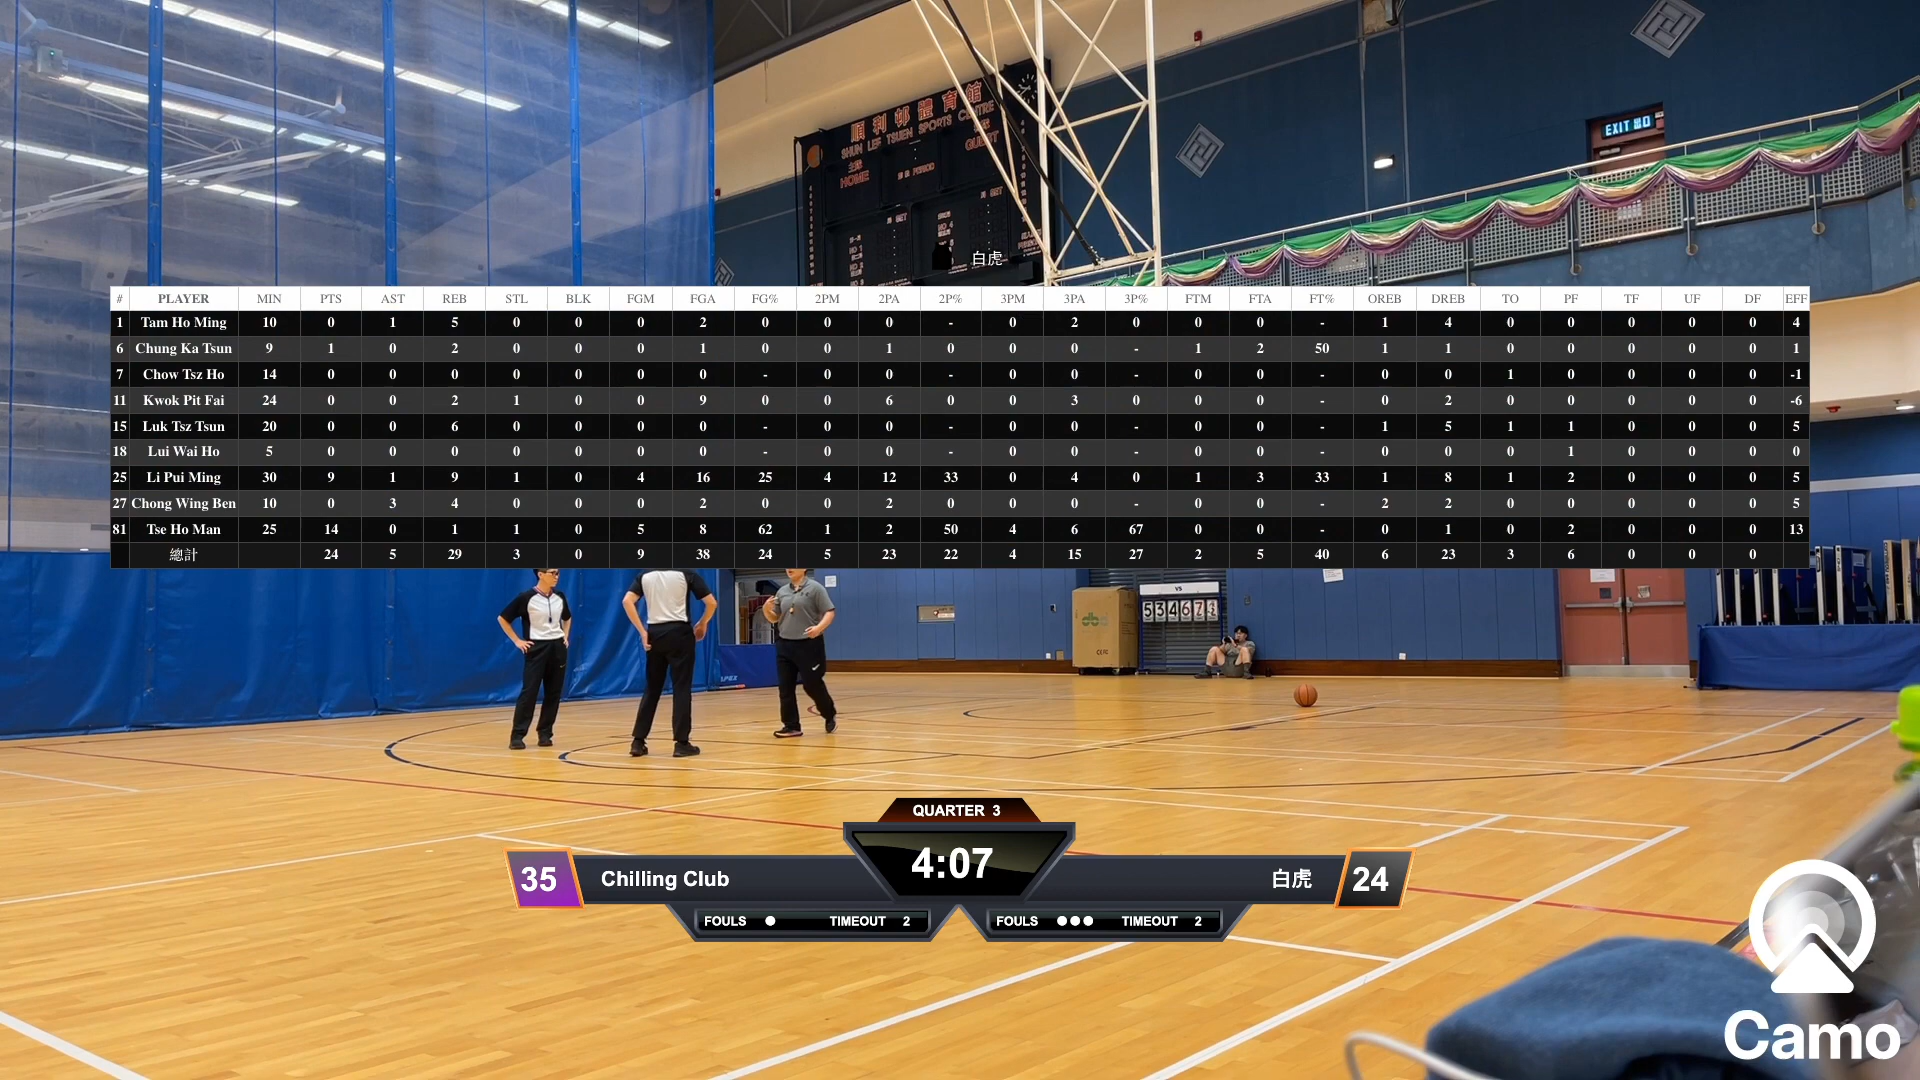 順利邨體育館
SHUN LEE TSUEN SPORTS CENTRE
主隊
HOME
PERIOD
GUEST
EXIT 出口
白虎
# PLAYER MIN PTS AST REB STL BLK FGM FGA FG% 2PM 2PA 2P% 3PM 3PA 3P% FTM FTA FT% OREB DREB TO PF TF UF DF EFF
1 Tam Ho Ming 10 0 1 5 0 0 0 2 0 0 0 - 0 2 0 0 0 - 1 4 0 0 0 0 0 4
6 Chung Ka Tsun 9 1 0 2 0 0 0 1 0 0 1 0 0 0 - 1 2 50 1 1 0 0 0 0 0 1
7 Chow Tsz Ho 14 0 0 0 0 0 0 0 - 0 0 - 0 0 - 0 0 - 0 0 1 0 0 0 0 -1
11 Kwok Pit Fai 24 0 0 2 1 0 0 9 0 0 6 0 0 3 0 0 0 - 0 2 0 0 0 0 0 -6
15 Luk Tsz Tsun 20 0 0 6 0 0 0 0 - 0 0 - 0 0 - 0 0 - 1 5 1 1 0 0 0 5
18 Lui Wai Ho 5 0 0 0 0 0 0 0 - 0 0 - 0 0 - 0 0 - 0 0 0 1 0 0 0 0
25 Li Pui Ming 30 9 1 9 1 0 4 16 25 4 12 33 0 4 0 1 3 33 1 8 1 2 0 0 0 5
27 Chong Wing Ben 10 0 3 4 0 0 0 2 0 0 2 0 0 0 - 0 0 - 2 2 0 0 0 0 0 5
81 Tse Ho Man 25 14 0 1 1 0 5 8 62 1 2 50 4 6 67 0 0 - 0 1 0 2 0 0 0 13
總計 24 5 29 3 0 9 38 24 5 23 22 4 15 27 2 5 40 6 23 3 6 0 0 0
VS
QUARTER 3
4:07
35 Chilling Club
白虎 24
FOULS TIMEOUT 2
FOULS TIMEOUT 2
Camo